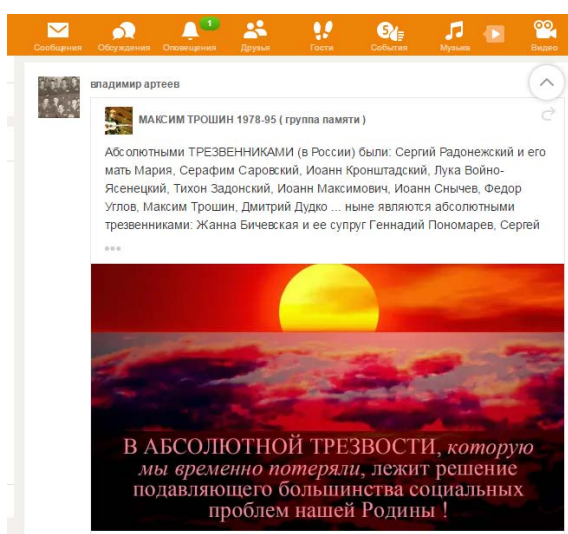 1
5
Сообщения Обсуждения Оповещения Друзья Гости События Музыка Видео
владимир артеев
МАКСИМ ТРОШИН 1978-95 ( группа памяти )
Абсолютными ТРЕЗВЕННИКАМИ (в России) были: Сергий Радонежский и его
мать Мария, Серафим Саровский, Иоанн Кронштадский, Лука Войно-
Ясенецкий, Тихон Задонский, Иоанн Максимович, Иоанн Снычев, Федор
Углов, Максим Трошин, Дмитрий Дудко ... ныне являются абсолютными
трезвенниками: Жанна Бичевская и ее супруг Геннадий Пономарев, Сергей
В АБСОЛЮТНОЙ ТРЕЗВОСТИ, которую
мы временно потеряли, лежит решение
подавляющего большинства социальных
проблем нашей Родины !